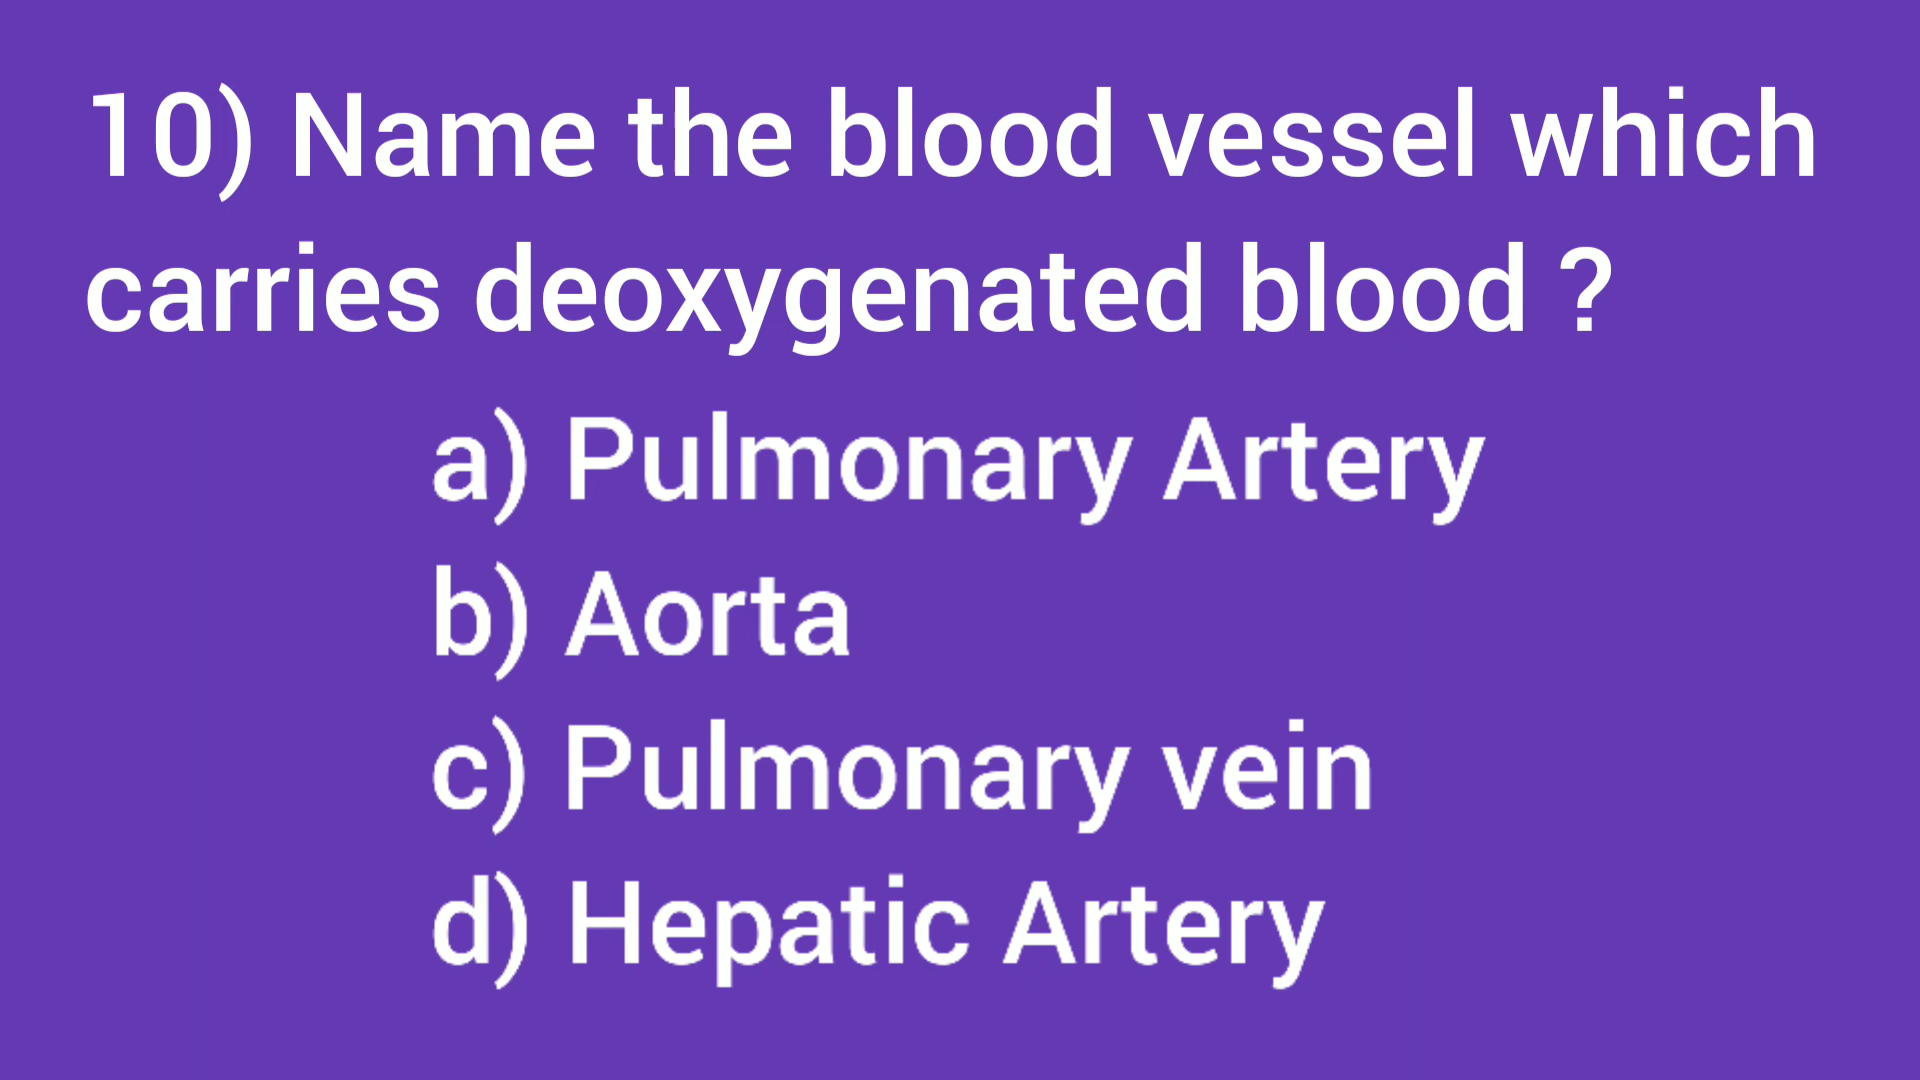 10) Name the blood vessel which
carries deoxygenated blood ?
a) Pulmonary Artery
b) Aorta
c) Pulmonary vein
d) Hepatic Artery